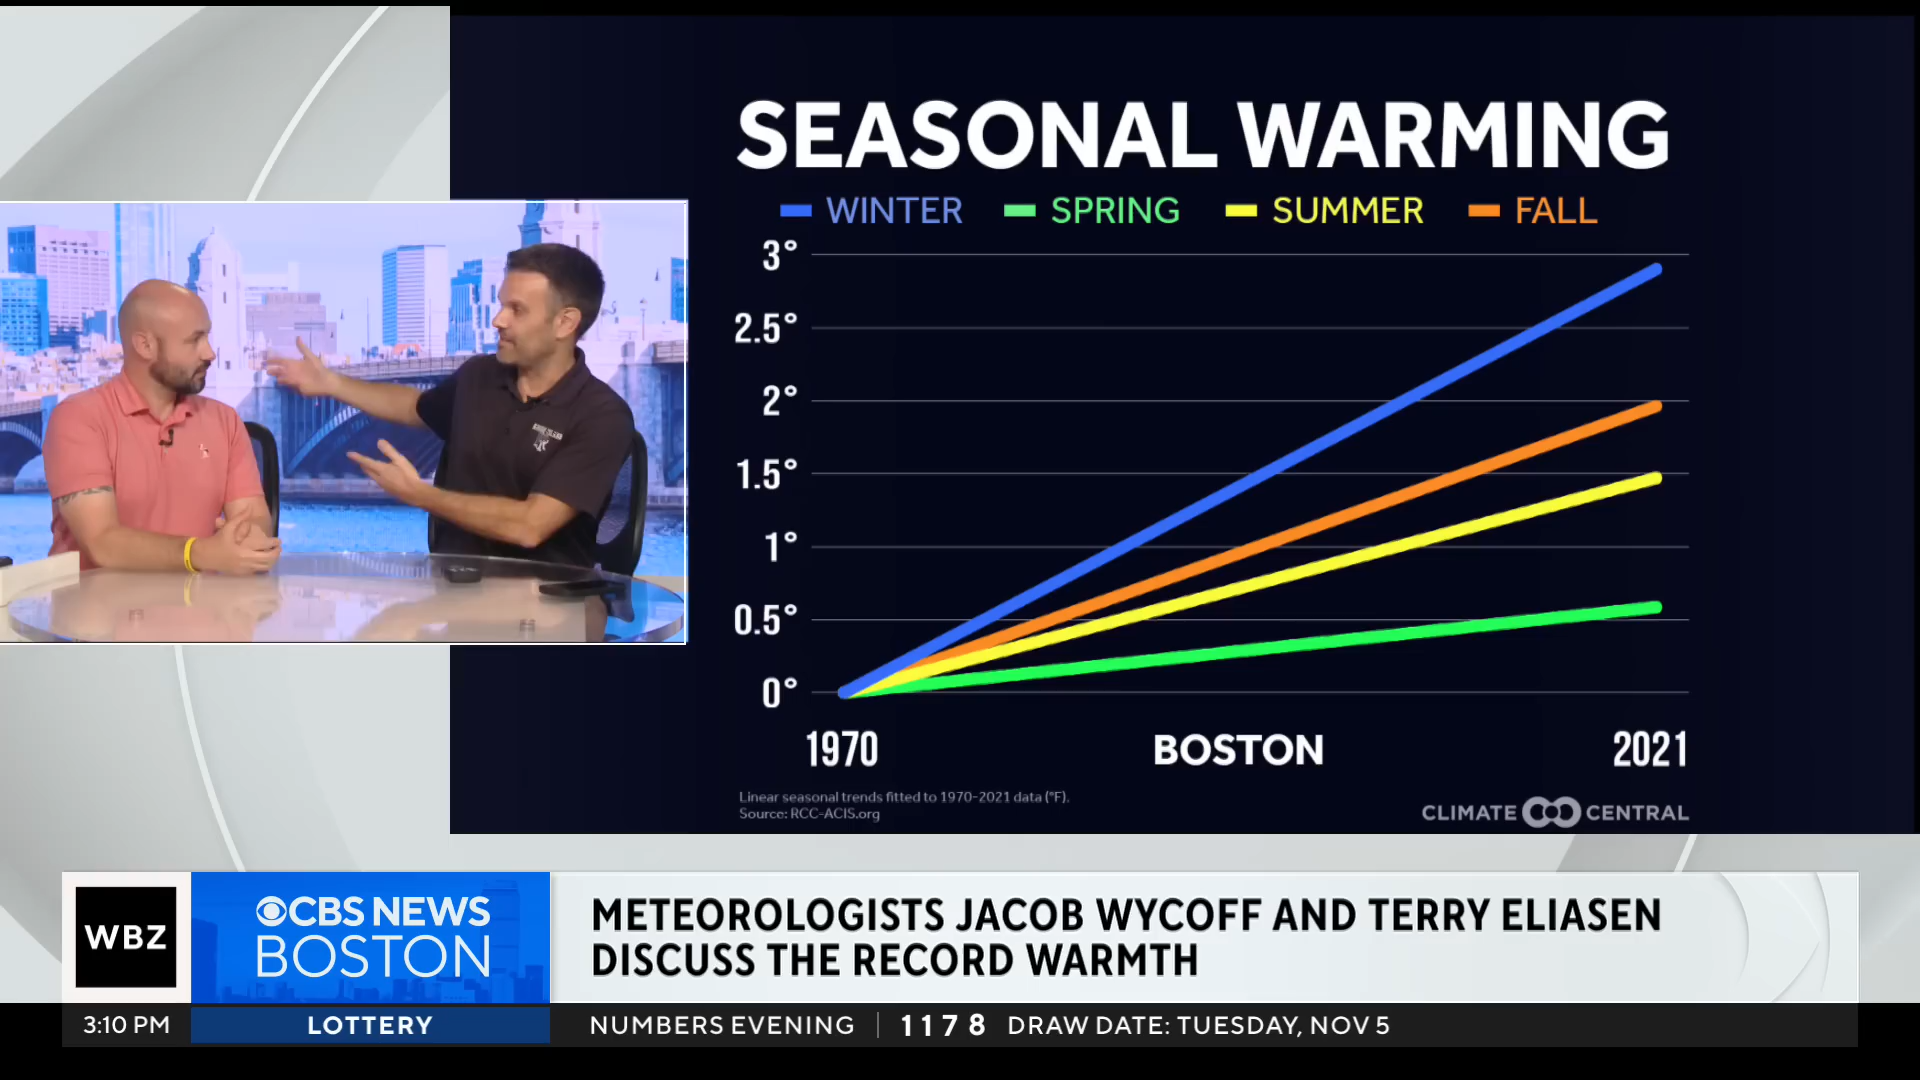 SEASONAL WARMING
WINTER SPRING SUMMER FALL
3°
2.5°
2°
1.5°
1°
0.5°
0°
1970 BOSTON 2021
Linear seasonal trends fitted to 1970-2021 data (°F).
Source: RCC-ACIS.org
CLIMATE CENTRAL
WBZ
CBS NEWS
BOSTON
METEOROLOGISTS JACOB WYCOFF AND TERRY ELIASEN
DISCUSS THE RECORD WARMTH
3:10 PM LOTTERY NUMBERS EVENING 1 1 7 8 DRAW DATE: TUESDAY, NOV 5